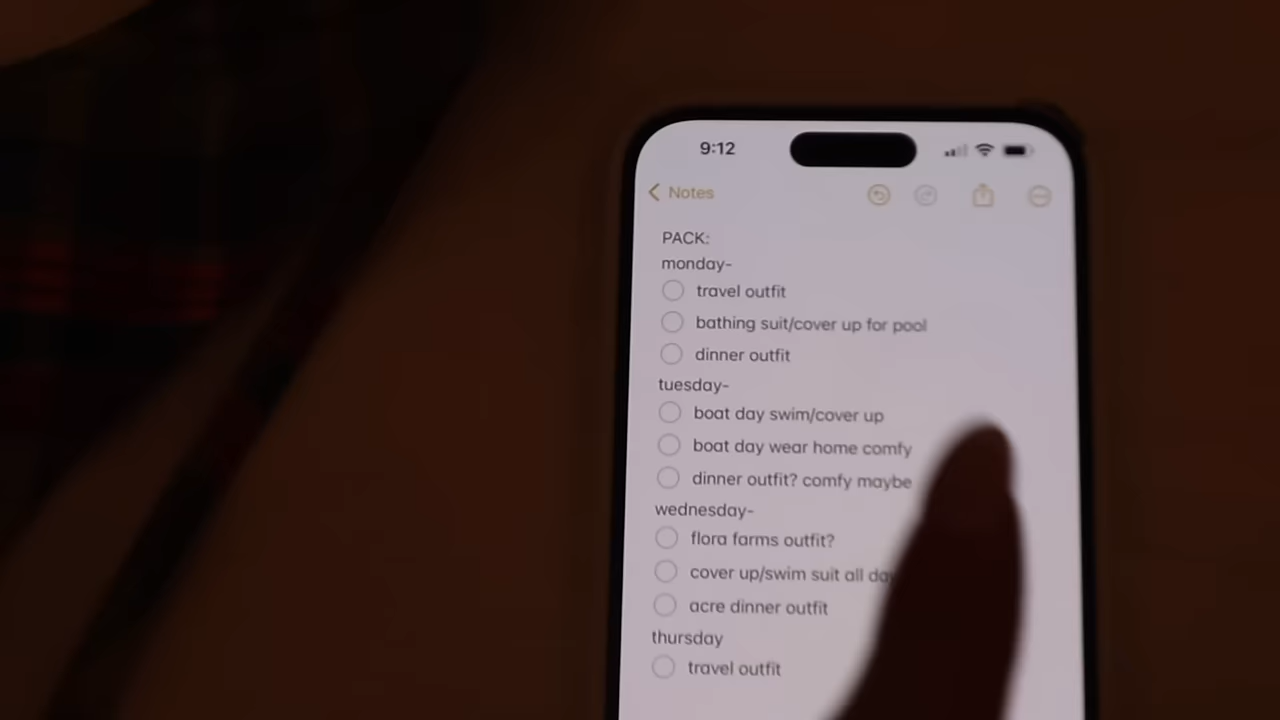 9:12
Notes
PACK:
monday-
travel outfit
bathing suit/cover up for pool
dinner outfit
tuesday-
boat day swim/cover up
boat day wear home comfy
dinner outfit? comfy maybe
wednesday-
flora farms outfit?
cover up/swim suit all day
acre dinner outfit
thursday
travel outfit